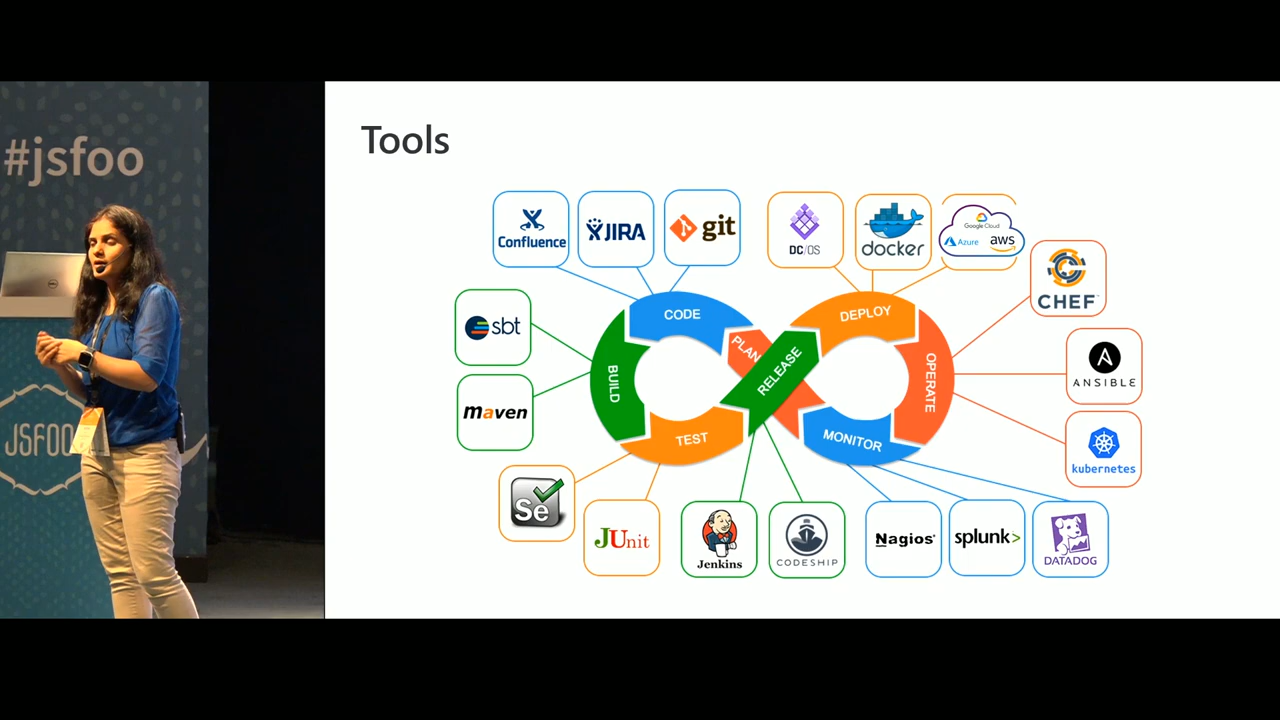 #jsfoo
JSFOO
DELL
Tools
Confluence
JIRA
git
DC/OS
docker
Google Cloud
Azure
aws
CHEF
sbt
CODE
DEPLOY
PLAN
RELEASE
BUILD
OPERATE
ANSIBLE
maven
TEST
MONITOR
kubernetes
Se
JUnit
Jenkins
CODESHIP
Nagios®
splunk>
DATADOG